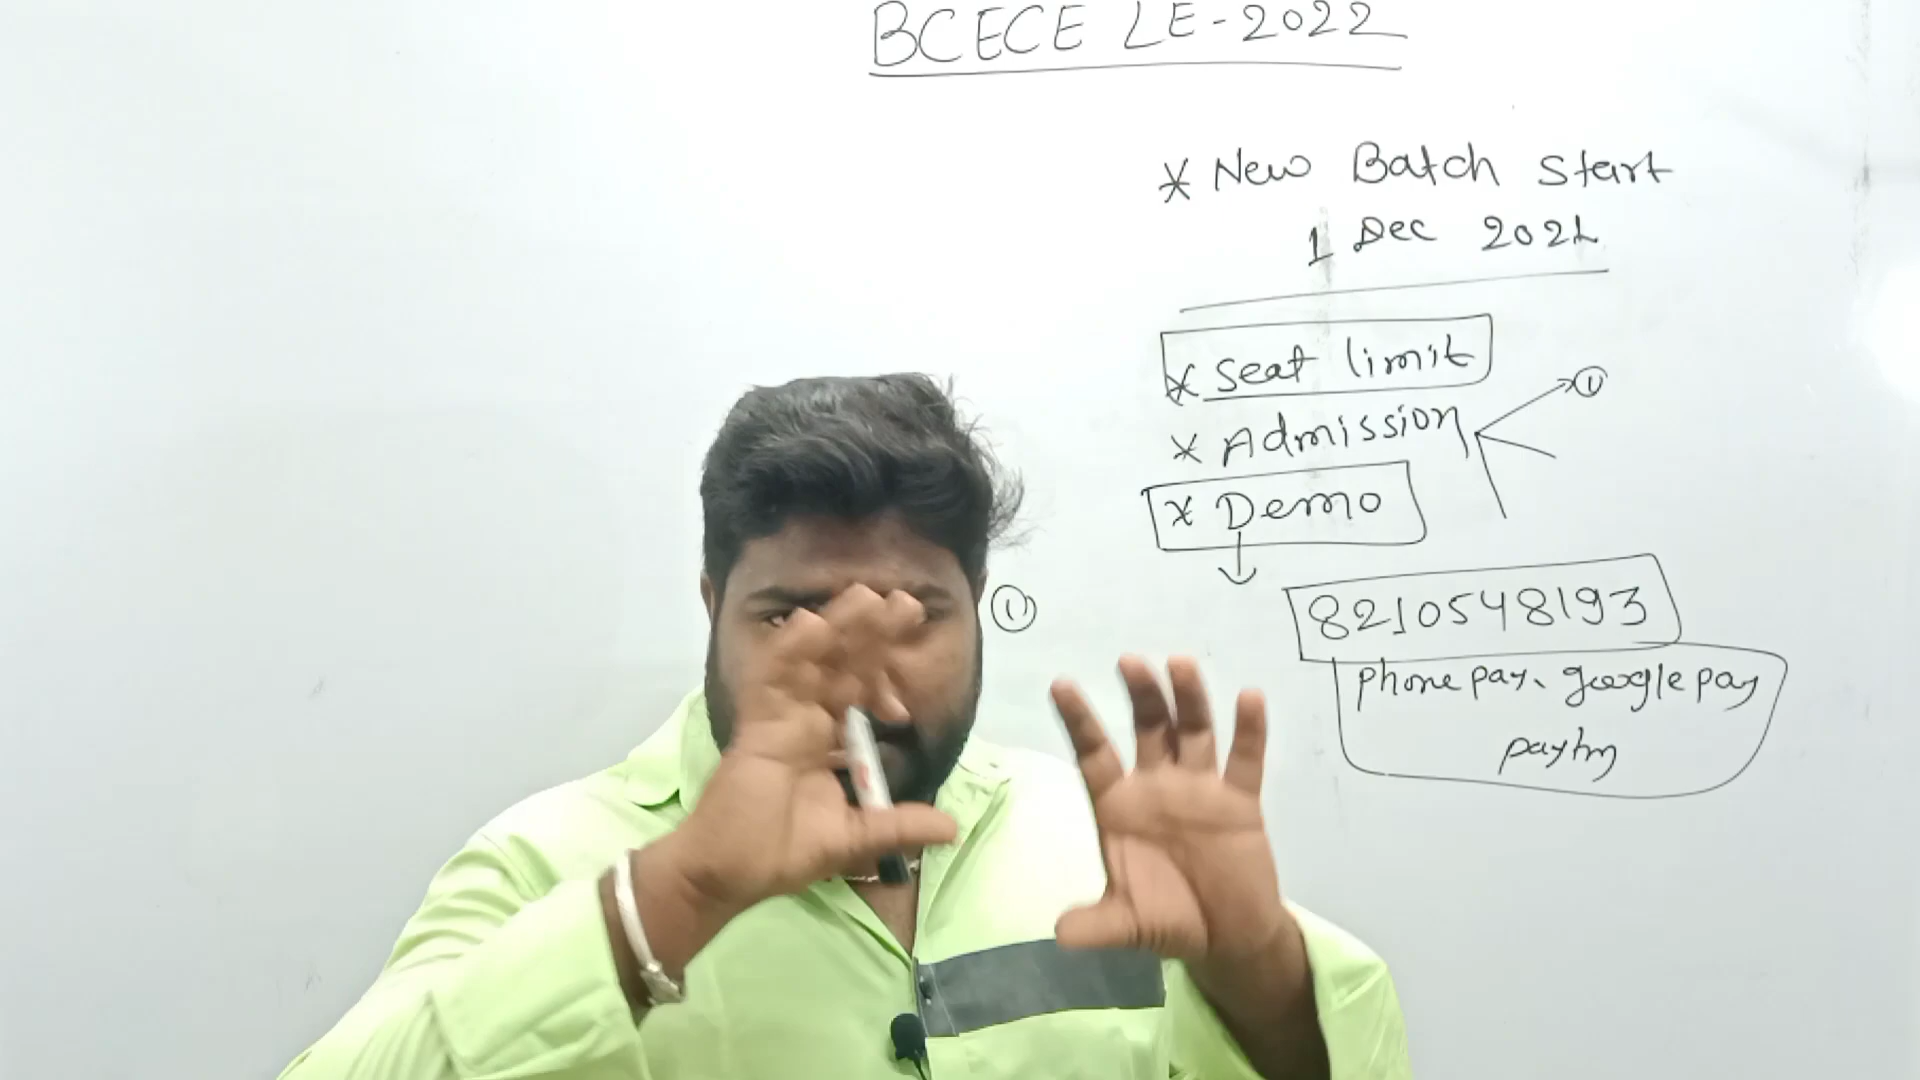 BCECE LE-2022
* New Batch Start
1 Dec 2021
* Seat limit
* Admission
①
* Demo
①
8210548193
phone pay, google pay
paytm